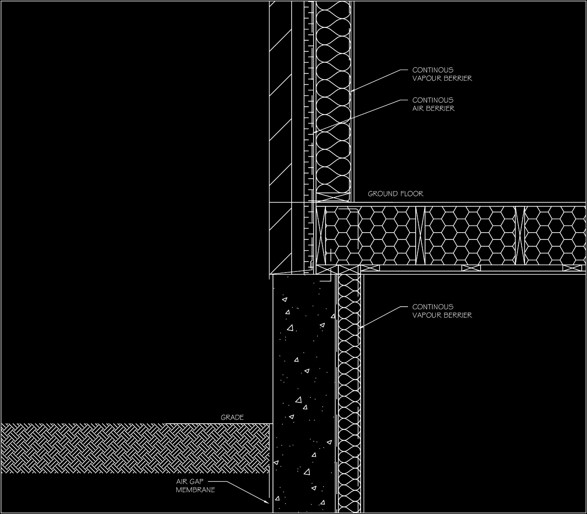 CONTINOUS
VAPOUR BERRIER
CONTINOUS
AIR BERRIER
GROUND FLOOR
CONTINOUS
VAPOUR BERRIER
GRADE
AIR GAP
MEMBRANE